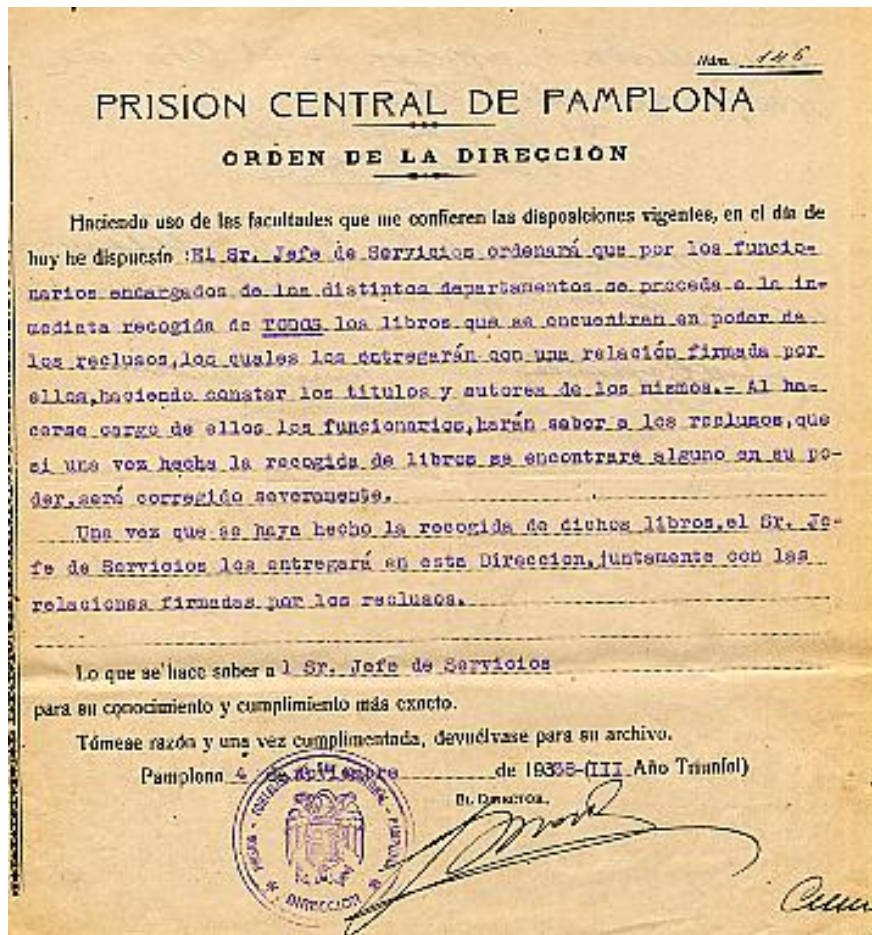 Núm. 146
PRISION CENTRAL DE PAMPLONA
ORDEN DE LA DIRECCIÓN
Haciendo uso de las facultades que me confieren las disposiciones vigentes, en el día de
huy he dispuesto :El Sr. Jefe de Servicios ordenará que por los funcio-
narios encargados de los distintos departamentos se proceda a la in-
mediata recogida de TODOS los libros que se encuentran en poder de
los reclusos,los cuales los entregarán con una relación firmada por
ellos,haciendo constar los titulos y autores de los mismos.- Al ha-
cerse cargo de ellos los funcionarios,harán saber a los reclusos,que
si una vez hecha la recogida de libros se encontrare alguno en su po-
der,será corregido severamente.
Una vez que se haya hecho la recogida de dichos libros,el Sr. Je-
fe de Servicios los entregará en esta Direccion,juntamente con las
relaciones firmadas por los reclusos.
Lo que se hace saber a l Sr. Jefe de Servicios
para su conocimiento y cumplimiento más exacto.
Tómese razón y una vez cumplimentada, devuélvase para su archivo.
Pamplona 4 de noviembre de 1938-(III Año Triunfal)
EL DIRECTOR,
DIRECCION